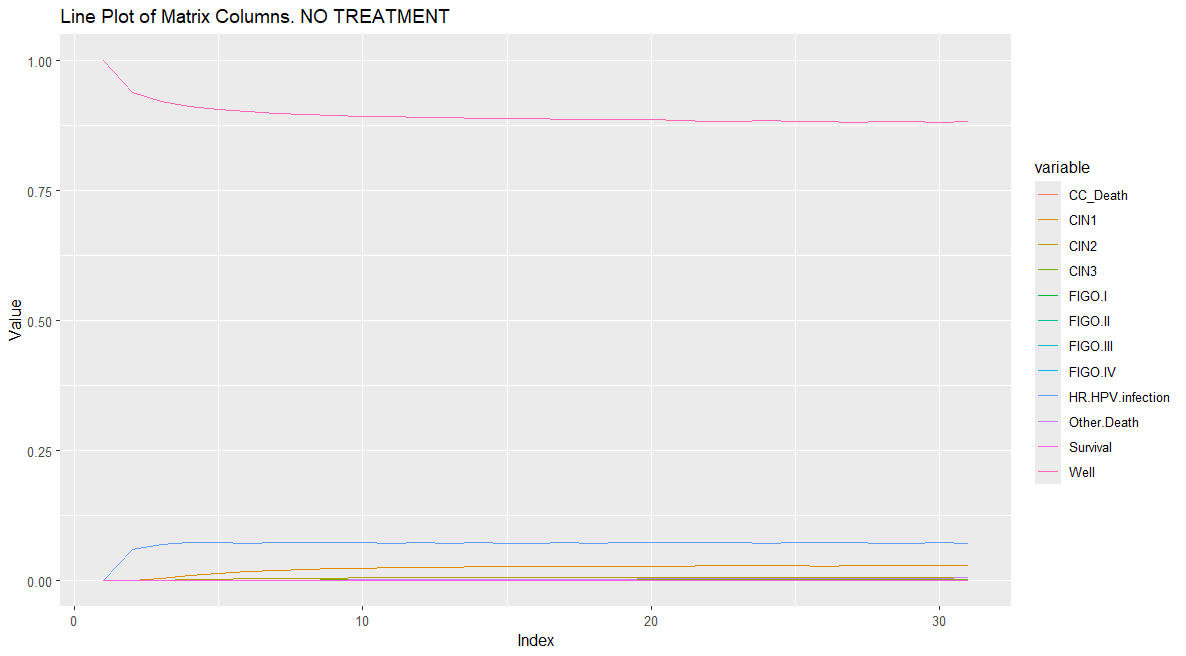 Line Plot of Matrix Columns. NO TREATMENT
1.00
0.75
0.50
0.25
0.00
Value
0
10
20
30
Index
variable
CC_Death
CIN1
CIN2
CIN3
FIGO.I
FIGO.II
FIGO.III
FIGO.IV
HR.HPV.infection
Other.Death
Survival
Well